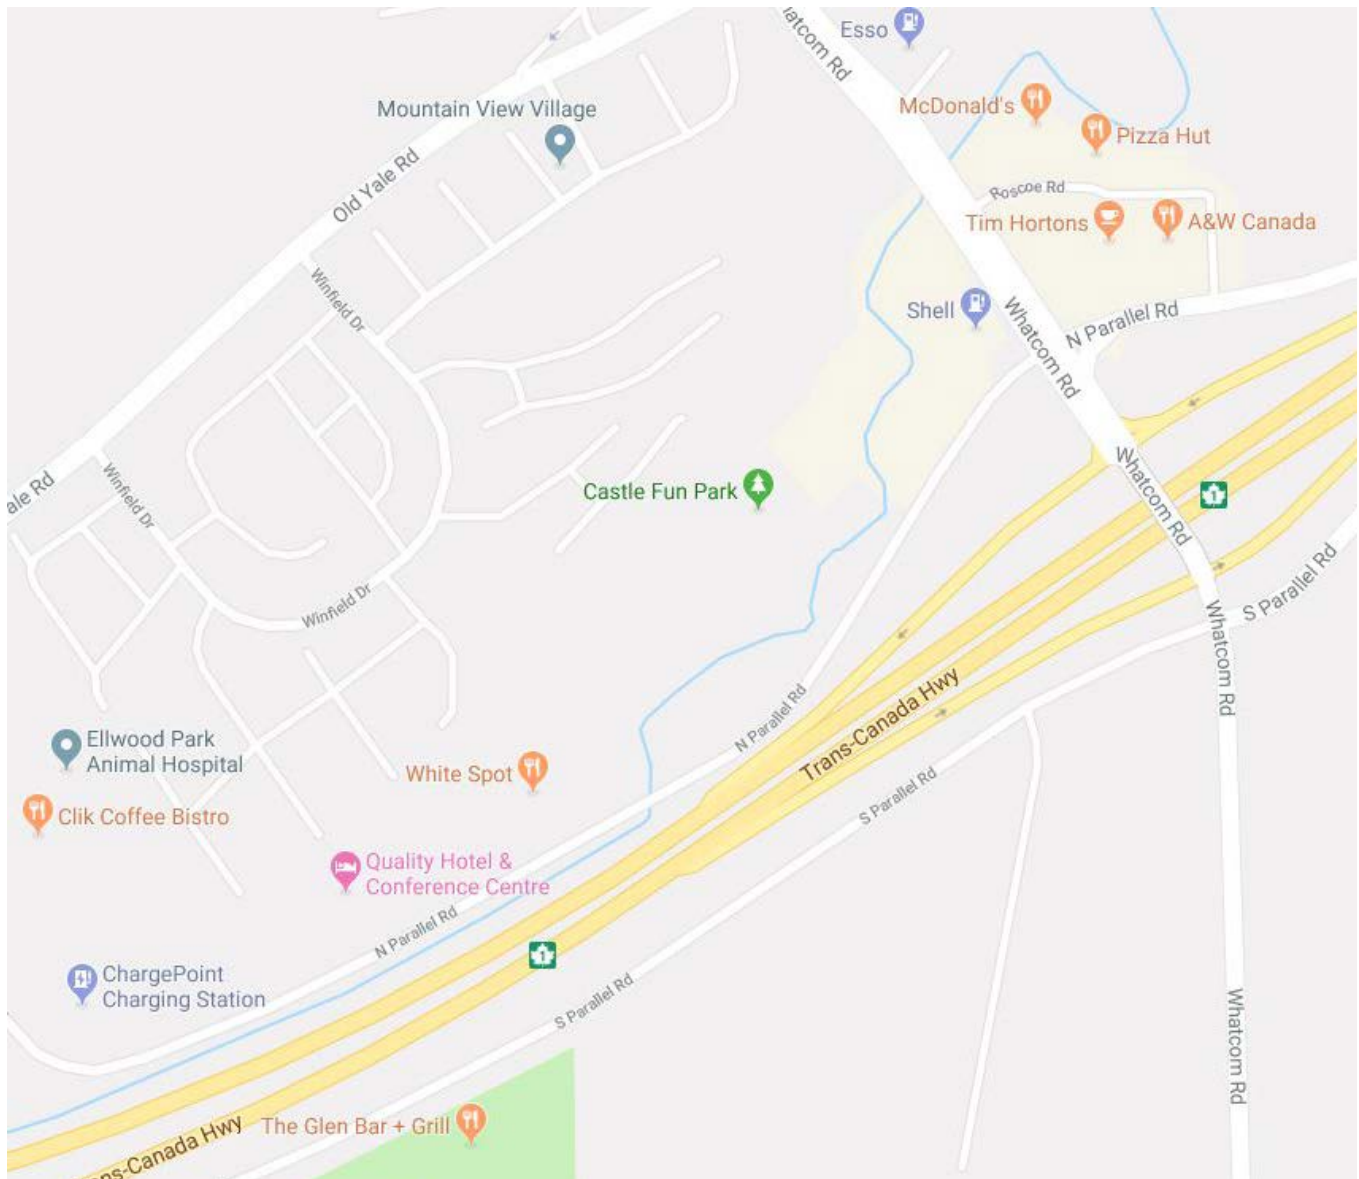 Whatcom Rd
Esso
McDonald's
Mountain View Village
Pizza Hut
Old Yale Rd
Roscoe Rd
Tim Hortons
A&W Canada
Winfield Dr
Shell
Whatcom Rd
N Parallel Rd
ale Rd
Winfield Dr
Castle Fun Park
Whatcom Rd
1
Winfield Dr
S Parallel Rd
Whatcom Rd
N Parallel Rd
Trans-Canada Hwy
Ellwood Park
Animal Hospital
White Spot
S Parallel Rd
Clik Coffee Bistro
Quality Hotel &
Conference Centre
N Parallel Rd
1
ChargePoint
Charging Station
S Parallel Rd
Whatcom Rd
The Glen Bar + Grill
ns-Canada Hwy